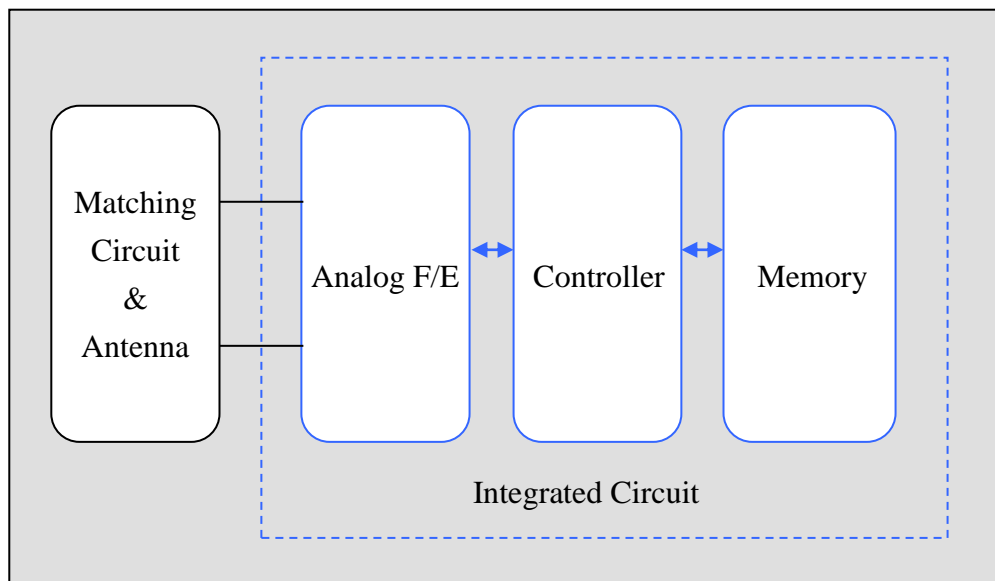 Matching
Circuit
&
Antenna
Analog F/E
Controller
Memory
Integrated Circuit